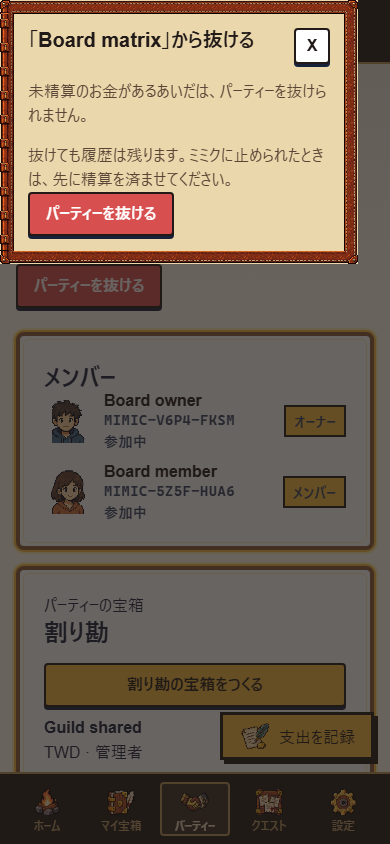 「Board matrix」から抜ける
X
未精算のお金があるあいだは、パーティーを抜けら
れません。
抜けても履歴は残ります。ミミクに止められたとき
は、先に精算を済ませてください。
パーティーを抜ける
パーティーを抜ける
メンバー
Board owner
MIMIC-V6P4-FKSM
参加中
オーナー
Board member
MIMIC-5Z5F-HUA6
参加中
メンバー
パーティーの宝箱
割り勘
割り勘の宝箱をつくる
Guild shared
TWD · 管理者
支出を記録
ホーム
マイ宝箱
パーティー
クエスト
設定